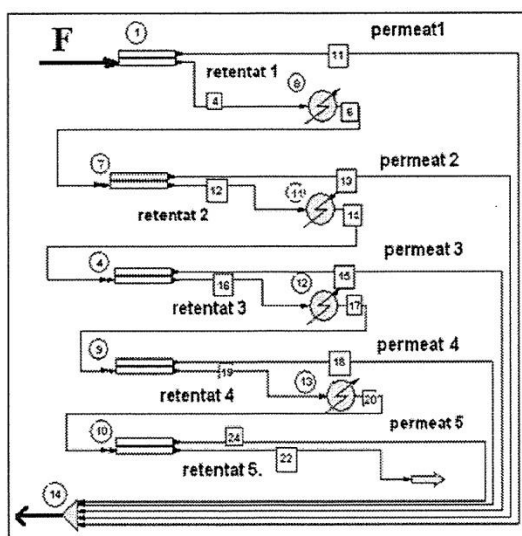 F
1
permeat1
11
retentat 1
8
4
6
7
permeat 2
13
12
11
retentat 2
14
permeat 3
4
15
16
12
retentat 3
17
permeat 4
9
18
19
13
retentat 4
20
permeat 5
10
24
22
retentat 5.
14